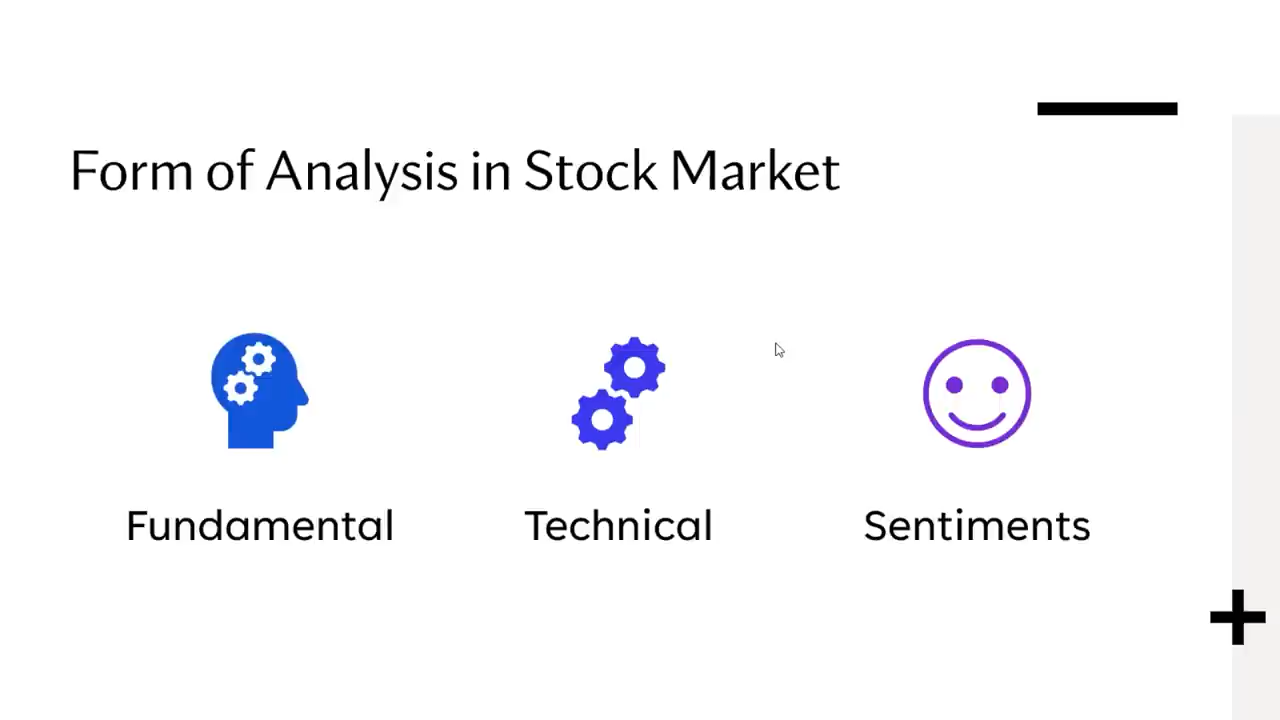 Form of Analysis in Stock Market
Fundamental
Technical
Sentiments